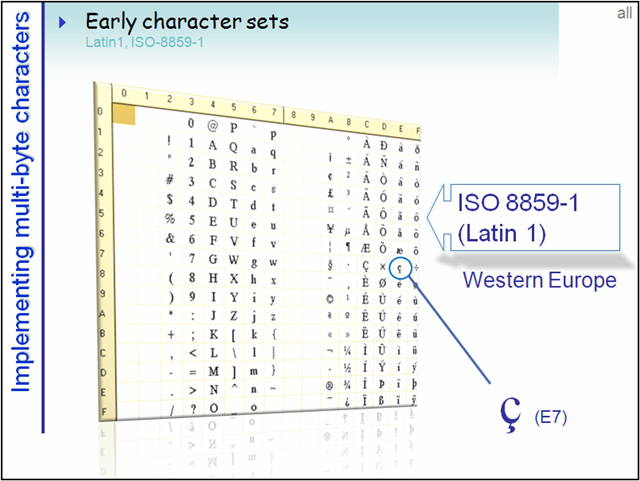 all
Early character sets
Latin1, ISO-8859-1
Implementing multi-byte characters
0 1 2 3 4 5 6 7 8 9 A B C D E F
0 0 @ P ` p ° À Ð à ð
1 ! 1 A Q a q ¡ ± Á Ñ á ñ
2 " 2 B R b r ¢ ² Â Ò â ò
3 # 3 C S c s £ ³ Ã Ó ã ó
4 $ 4 D T d t ¤ ´ Ä Ô ä ô
5 % 5 E U e u ¥ µ Å Õ å õ
6 & 6 F V f v ¦ ¶ Æ Ö æ ö
7 ' 7 G W g w § · Ç × ç ÷
8 ( 8 H X h x ¨ ¸ È Ø è ø
9 ) 9 I Y i y © ¹ É Ù é ù
A * : J Z j z ª º Ê Ú ê ú
B + ; K [ k { « » Ë Û ë û
C , < L \ l | ¬ ¼ Ì Ü ì ü
D - = M ] m } ½ Í Ý í ý
E . > N ^ n ~ ® ¾ Î Þ î þ
F / ? O _ o ¯ ¿ Ï ß ï ÿ
ISO 8859-1
(Latin 1)
Western Europe
ç (E7)